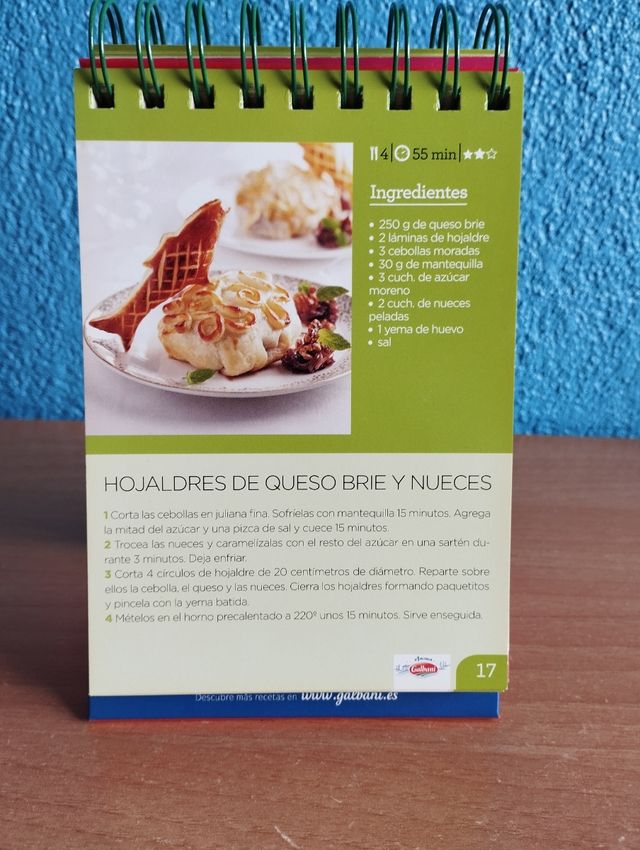 4 | 55 min |
Ingredientes
• 250 g de queso brie
• 2 láminas de hojaldre
• 3 cebollas moradas
• 30 g de mantequilla
• 3 cuch. de azúcar
moreno
• 2 cuch. de nueces
peladas
• 1 yema de huevo
• sal
HOJALDRES DE QUESO BRIE Y NUECES
1 Corta las cebollas en juliana fina. Sofríelas con mantequilla 15 minutos. Agrega
la mitad del azúcar y una pizca de sal y cuece 15 minutos.
2 Trocea las nueces y caramelízalas con el resto del azúcar en una sartén du-
rante 3 minutos. Deja enfriar.
3 Corta 4 círculos de hojaldre de 20 centímetros de diámetro. Reparte sobre
ellos la cebolla, el queso y las nueces. Cierra los hojaldres formando paquetitos
y pincela con la yema batida.
4 Mételos en el horno precalentado a 220º unos 15 minutos. Sirve enseguida.
Galbani
17
Descubre más recetas en www.galbani.es